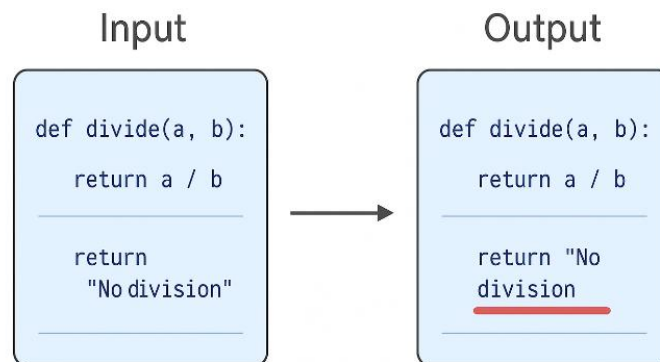 Input
def divide(a, b):
return a / b
return
"No division"
Output
def divide(a, b):
return a / b
return "No
division